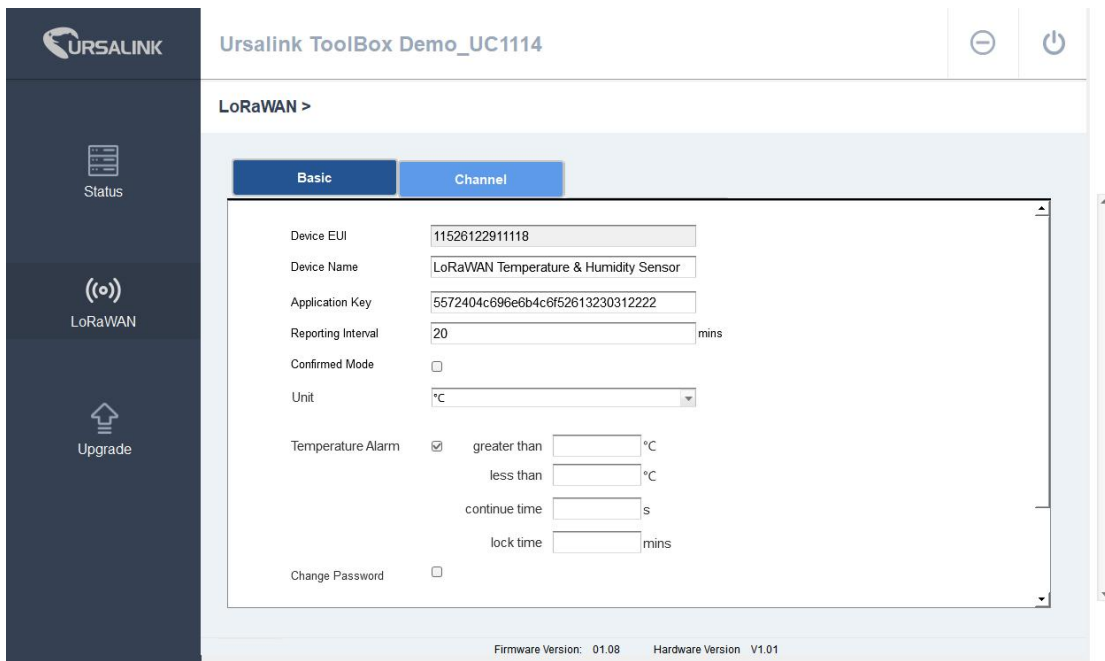 URSALINK
Ursalink ToolBox Demo_UC1114
LoRaWAN >
Status
LoRaWAN
Upgrade
Basic
Channel
Device EUI 11526122911118
Device Name LoRaWAN Temperature & Humidity Sensor
Application Key 5572404c696e6b4c6f52613230312222
Reporting Interval 20 mins
Confirmed Mode
Unit °C
Temperature Alarm greater than °C
less than °C
continue time s
lock time mins
Change Password
Firmware Version: 01.08 Hardware Version V1.01